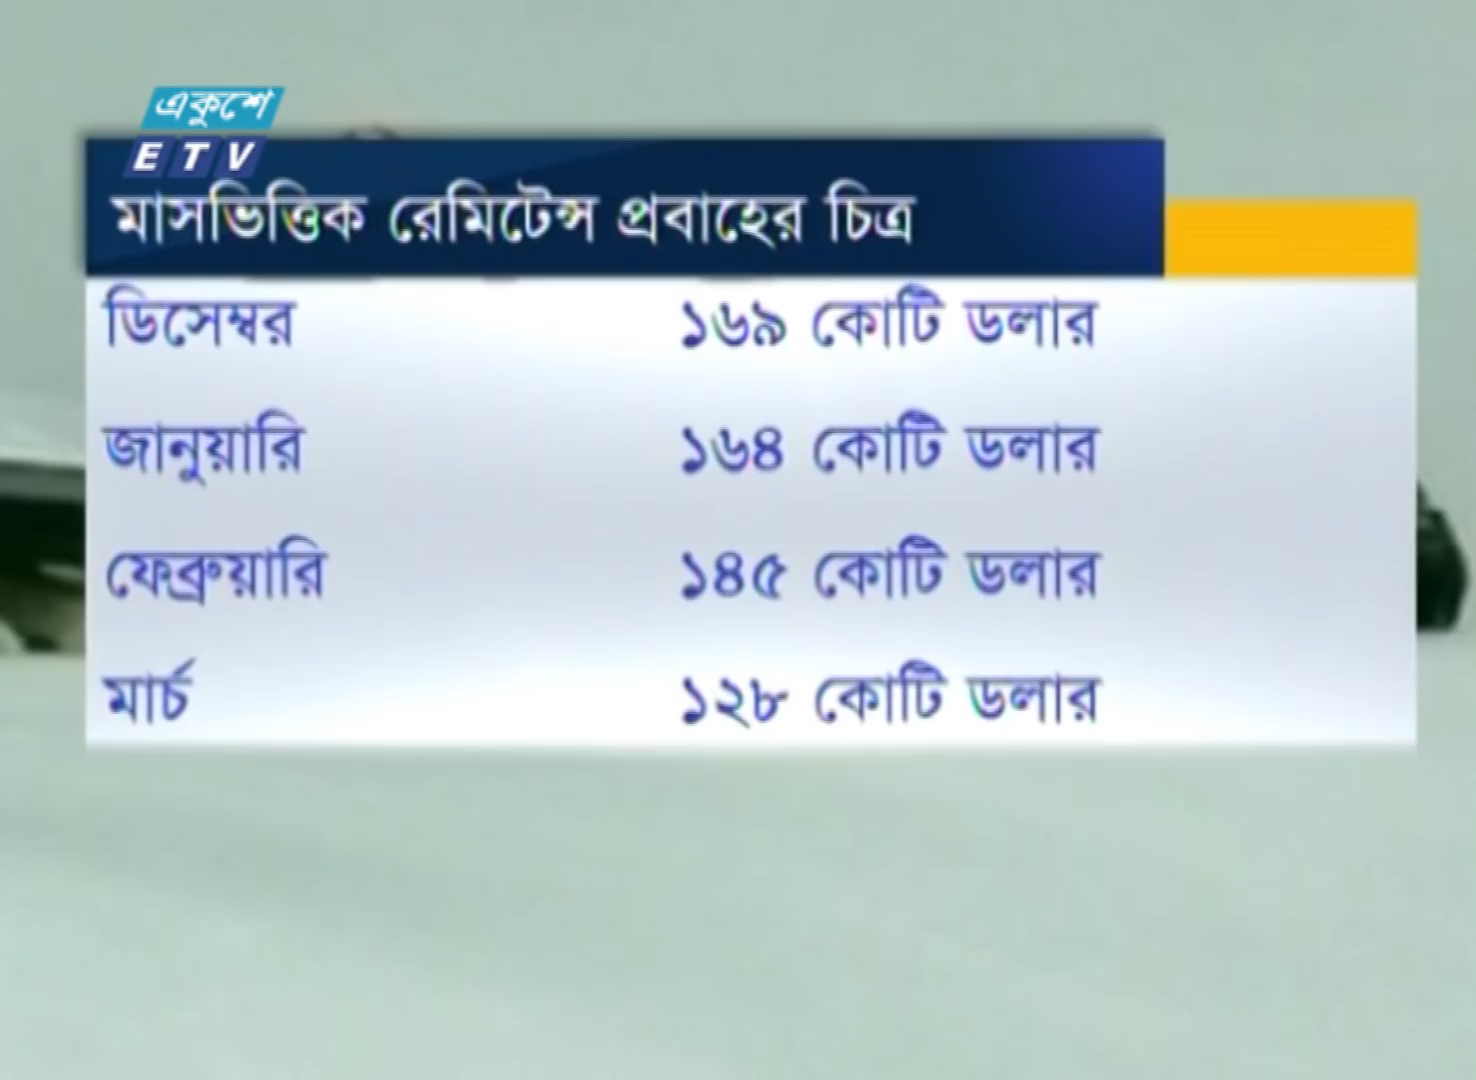 একুশে
ETV
মাসভিত্তিক রেমিটেন্স প্রবাহের চিত্র
ডিসেম্বর ১৬৯ কোটি ডলার
জানুয়ারি ১৬৪ কোটি ডলার
ফেব্রুয়ারি ১৪৫ কোটি ডলার
মার্চ ১২৮ কোটি ডলার